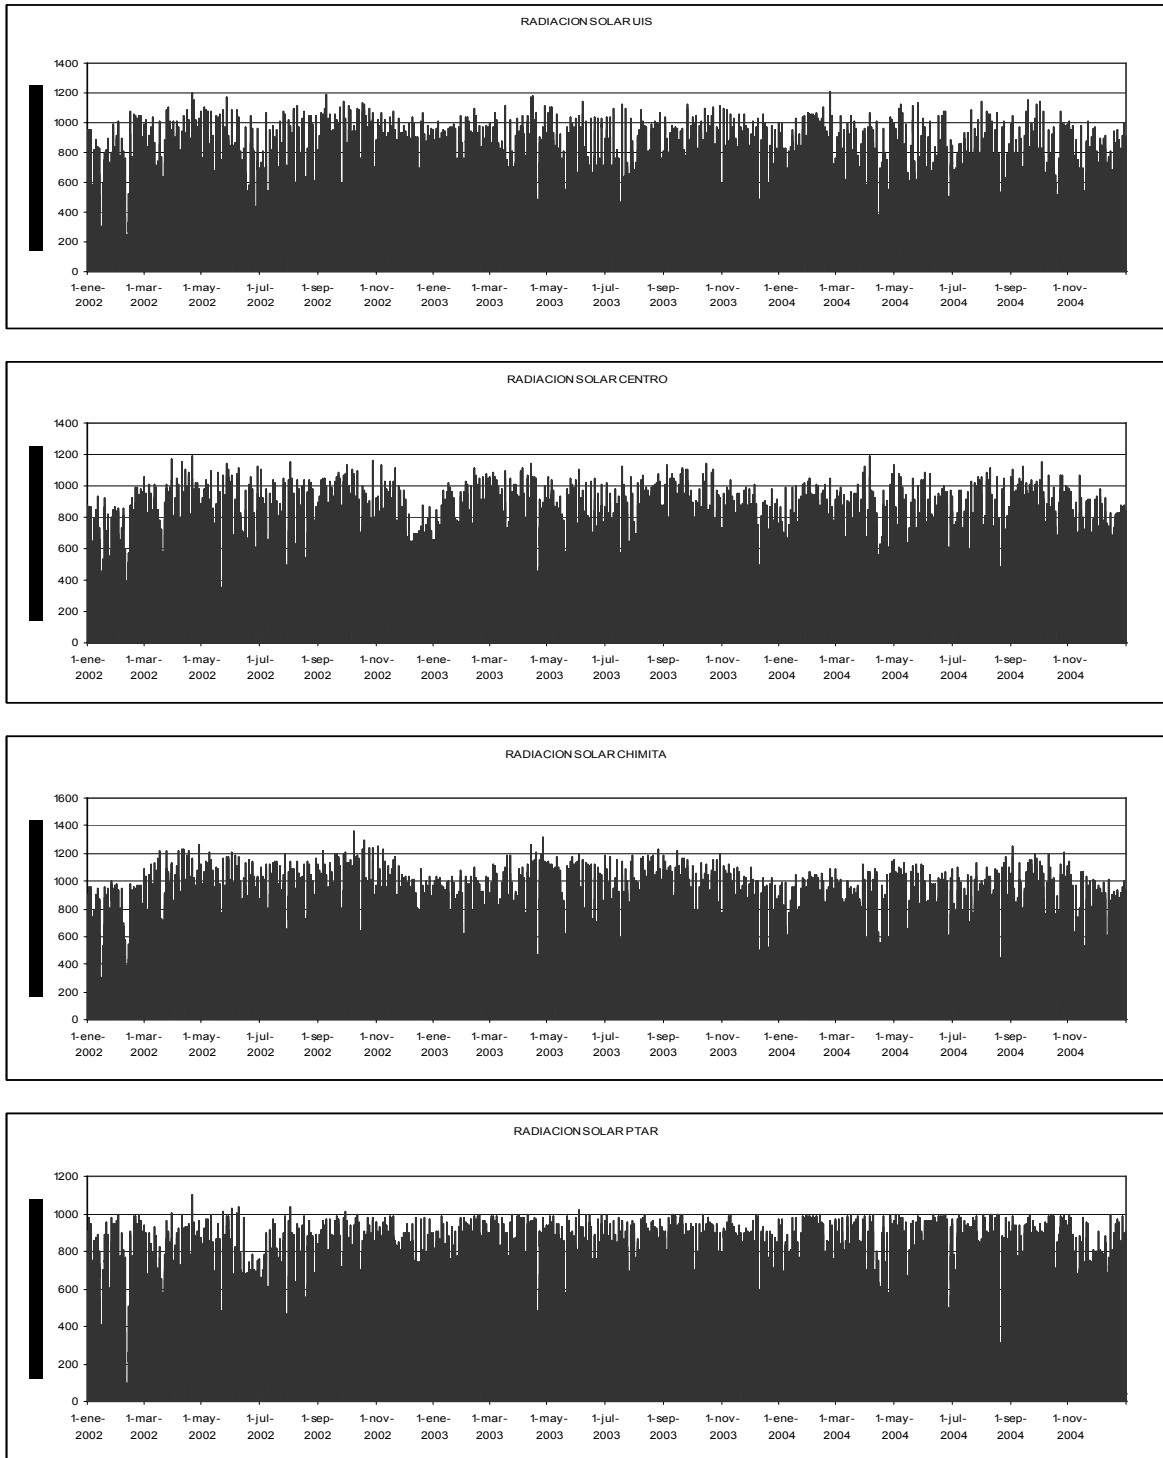 RADIACION SOLAR UIS
1400
1200
1000
800
600
400
200
0
1-ene- 1-mar- 1-may- 1-jul- 1-sep- 1-nov- 1-ene- 1-mar- 1-may- 1-jul- 1-sep- 1-nov- 1-ene- 1-mar- 1-may- 1-jul- 1-sep- 1-nov-
2002 2002 2002 2002 2002 2002 2003 2003 2003 2003 2003 2003 2004 2004 2004 2004 2004 2004
RADIACION SOLAR CENTRO
1400
1200
1000
800
600
400
200
0
1-ene- 1-mar- 1-may- 1-jul- 1-sep- 1-nov- 1-ene- 1-mar- 1-may- 1-jul- 1-sep- 1-nov- 1-ene- 1-mar- 1-may- 1-jul- 1-sep- 1-nov-
2002 2002 2002 2002 2002 2002 2003 2003 2003 2003 2003 2003 2004 2004 2004 2004 2004 2004
RADIACION SOLAR CHIMITA
1600
1400
1200
1000
800
600
400
200
0
1-ene- 1-mar- 1-may- 1-jul- 1-sep- 1-nov- 1-ene- 1-mar- 1-may- 1-jul- 1-sep- 1-nov- 1-ene- 1-mar- 1-may- 1-jul- 1-sep- 1-nov-
2002 2002 2002 2002 2002 2002 2003 2003 2003 2003 2003 2003 2004 2004 2004 2004 2004 2004
RADIACION SOLAR PTAR
1200
1000
800
600
400
200
0
1-ene- 1-mar- 1-may- 1-jul- 1-sep- 1-nov- 1-ene- 1-mar- 1-may- 1-jul- 1-sep- 1-nov- 1-ene- 1-mar- 1-may- 1-jul- 1-sep- 1-nov-
2002 2002 2002 2002 2002 2002 2003 2003 2003 2003 2003 2003 2004 2004 2004 2004 2004 2004